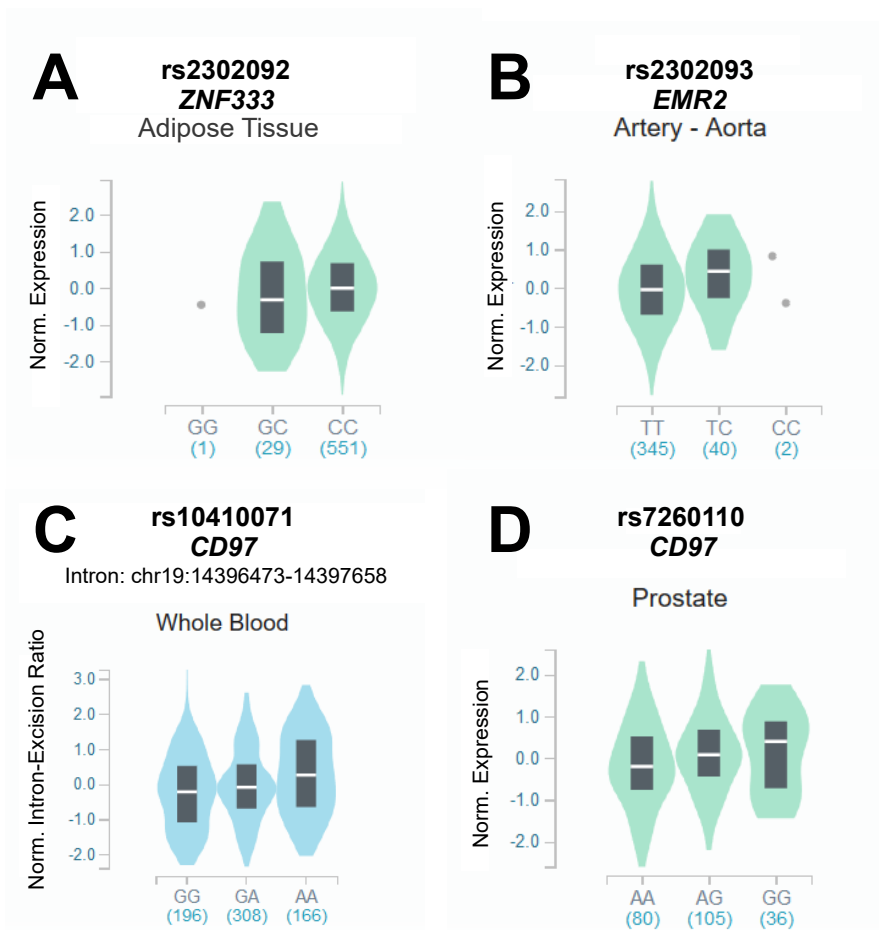 A
rs2302092
ZNF333
Adipose Tissue
Norm. Expression
2.0
1.0
0.0
-1.0
-2.0
GG GC CC
(1) (29) (551)
B
rs2302093
EMR2
Artery - Aorta
Norm. Expression
2.0
1.0
0.0
-1.0
-2.0
TT TC CC
(345) (40) (2)
C
rs10410071
CD97
Intron: chr19:14396473-14397658
Whole Blood
Norm. Intron-Excision Ratio
3.0
2.0
1.0
0.0
-1.0
-2.0
GG GA AA
(196) (308) (166)
D
rs7260110
CD97
Prostate
Norm. Expression
2.0
1.0
0.0
-1.0
-2.0
AA AG GG
(80) (105) (36)